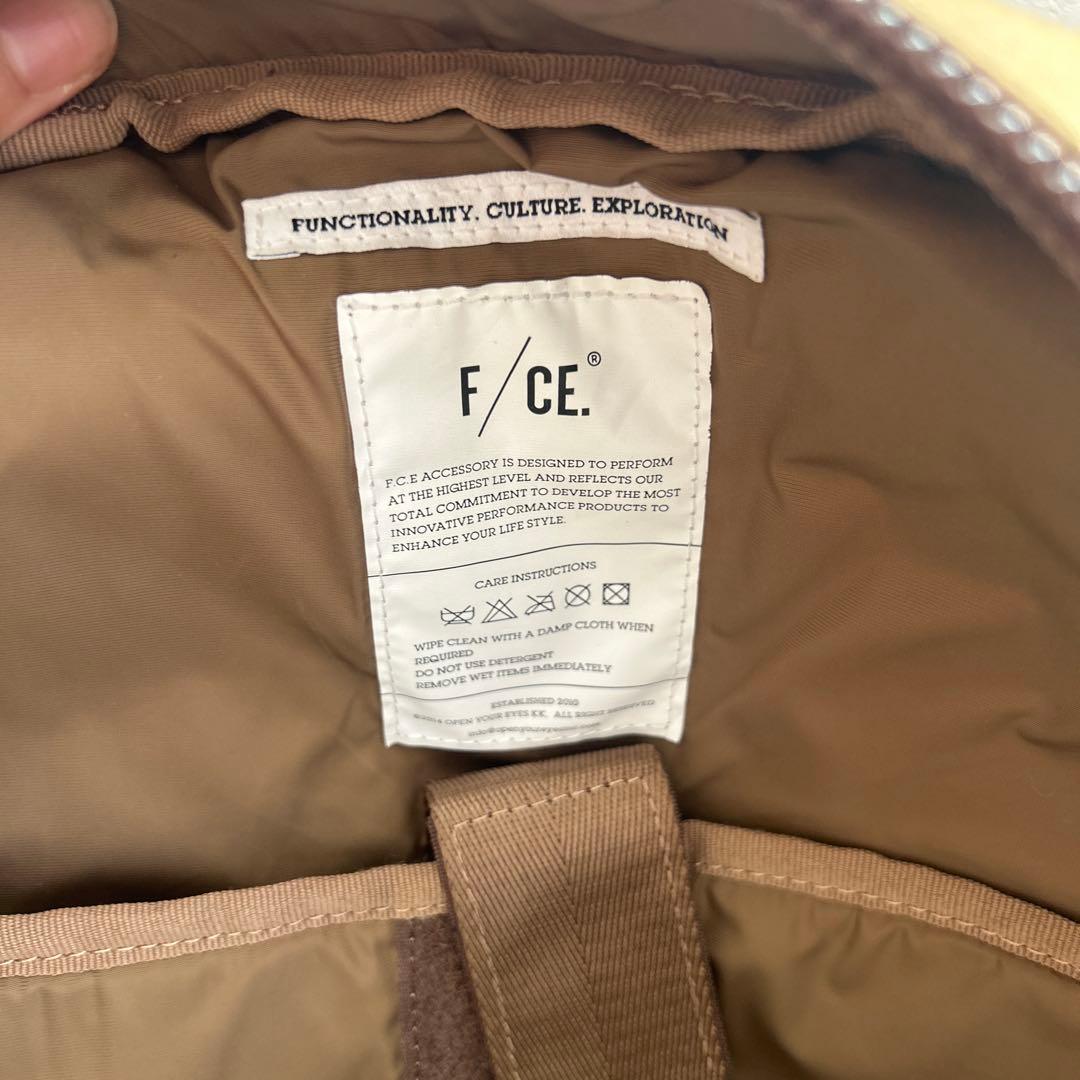 FUNCTIONALITY. CULTURE. EXPLORATION
F/CE.®
F.C.E ACCESSORY IS DESIGNED TO PERFORM
AT THE HIGHEST LEVEL AND REFLECTS OUR
TOTAL COMMITMENT TO DEVELOP THE MOST
INNOVATIVE PERFORMANCE PRODUCTS TO
ENHANCE YOUR LIFE STYLE.
CARE INSTRUCTIONS
WIPE CLEAN WITH A DAMP CLOTH WHEN
REQUIRED
DO NOT USE DETERGENT
REMOVE WET ITEMS IMMEDIATELY
ESTABLISHED 2010
OPEN YOUR EYES K.K. ALL RIGHT RESERVED